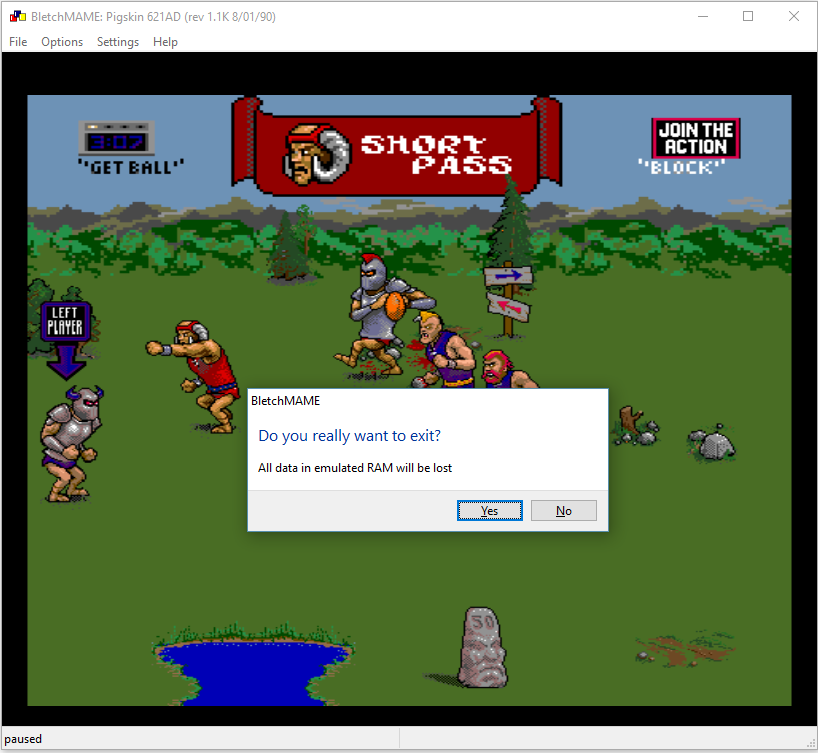 BletchMAME: Pigskin 621AD (rev 1.1K 8/01/90)
File Options Settings Help
3:07
"GET BALL"
SHORT
PASS
JOIN THE
ACTION
"BLOCK"
LEFT
PLAYER
BletchMAME
Do you really want to exit?
All data in emulated RAM will be lost
Yes No
50
paused